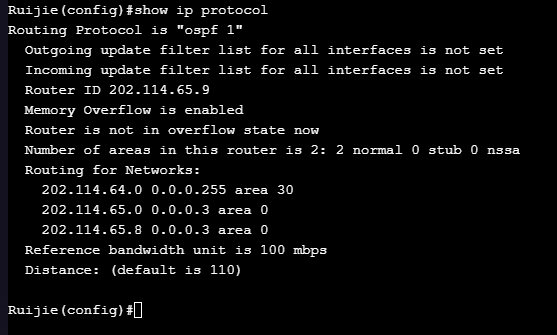 Ruijie(config)#show ip protocol
Routing Protocol is "ospf 1"
  Outgoing update filter list for all interfaces is not set
  Incoming update filter list for all interfaces is not set
  Router ID 202.114.65.9
  Memory Overflow is enabled
  Router is not in overflow state now
  Number of areas in this router is 2: 2 normal 0 stub 0 nssa
  Routing for Networks:
    202.114.64.0 0.0.0.255 area 30
    202.114.65.0 0.0.0.3 area 0
    202.114.65.8 0.0.0.3 area 0
  Reference bandwidth unit is 100 mbps
  Distance: (default is 110)
Ruijie(config)#